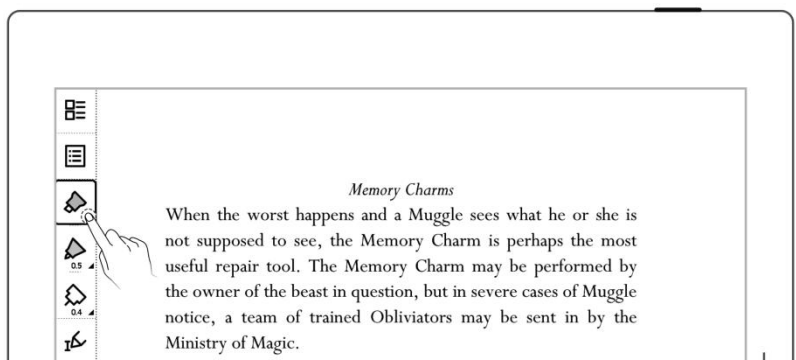 Memory Charms
When the worst happens and a Muggle sees what he or she is
not supposed to see, the Memory Charm is perhaps the most
useful repair tool. The Memory Charm may be performed by
the owner of the beast in question, but in severe cases of Muggle
notice, a team of trained Obliviators may be sent in by the
Ministry of Magic.
0.5
0.4
I